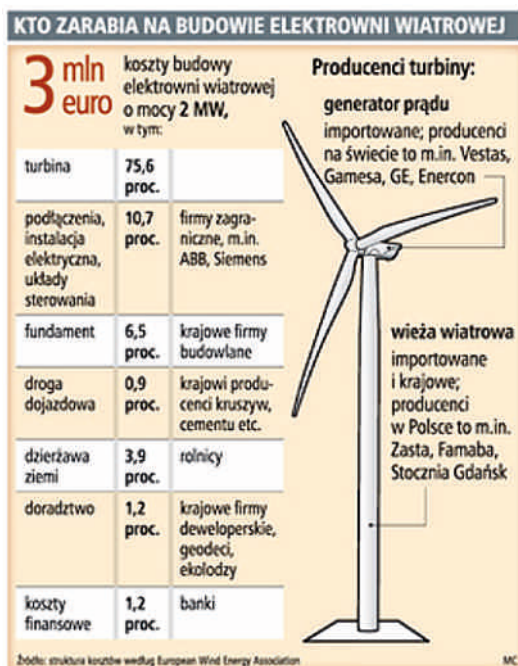 KTO ZARABIA NA BUDOWIE ELEKTROWNI WIATROWEJ
3 mln
euro
koszty budowy
elektrowni wiatrowej
o mocy 2 MW,
w tym:
turbina
75,6
proc.
podłączenia,
instalacja
elektryczna,
układy
sterowania
10,7
proc.
firmy zagra-
niczne, m.in.
ABB, Siemens
fundament
6,5
proc.
krajowe firmy
budowlane
droga
dojazdowa
0,9
proc.
krajowi produ-
cenci kruszyw,
cementu etc.
dzierżawa
ziemi
3,9
proc.
rolnicy
doradztwo
1,2
proc.
krajowe firmy
deweloperskie,
geodeci,
ekolodzy
koszty
finansowe
1,2
proc.
banki
Producenci turbiny:
generator prądu
importowane; producenci
na świecie to m.in. Vestas,
Gamesa, GE, Enercon
wieża wiatrowa
importowane
i krajowe;
producenci
w Polsce to m.in.
Zasta, Famaba,
Stocznia Gdańsk
Źródło: struktura kosztów według European Wind Energy Association
MC